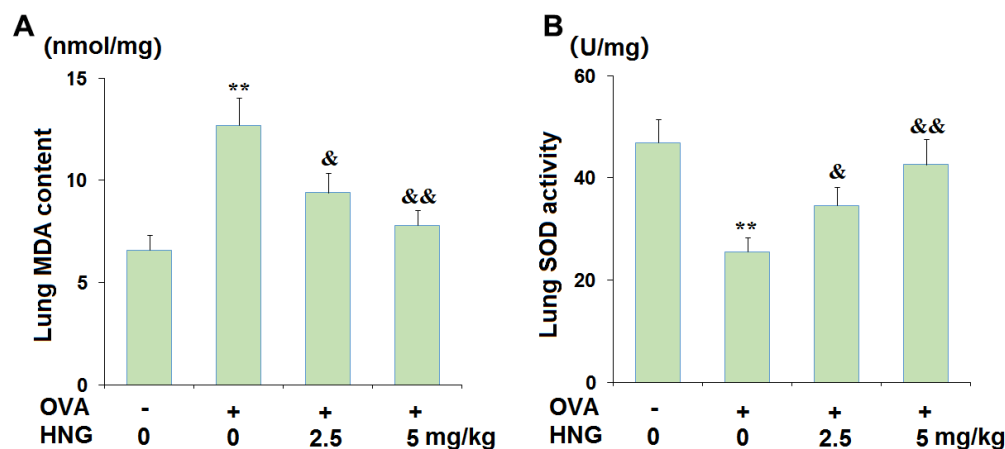 A
(nmol/mg)
Lung MDA content
15
10
5
0
**
&
&&
OVA - + + +
HNG 0 0 2.5 5 mg/kg
B
(U/mg)
Lung SOD activity
60
40
20
0
**
&
&&
OVA - + + +
HNG 0 0 2.5 5 mg/kg